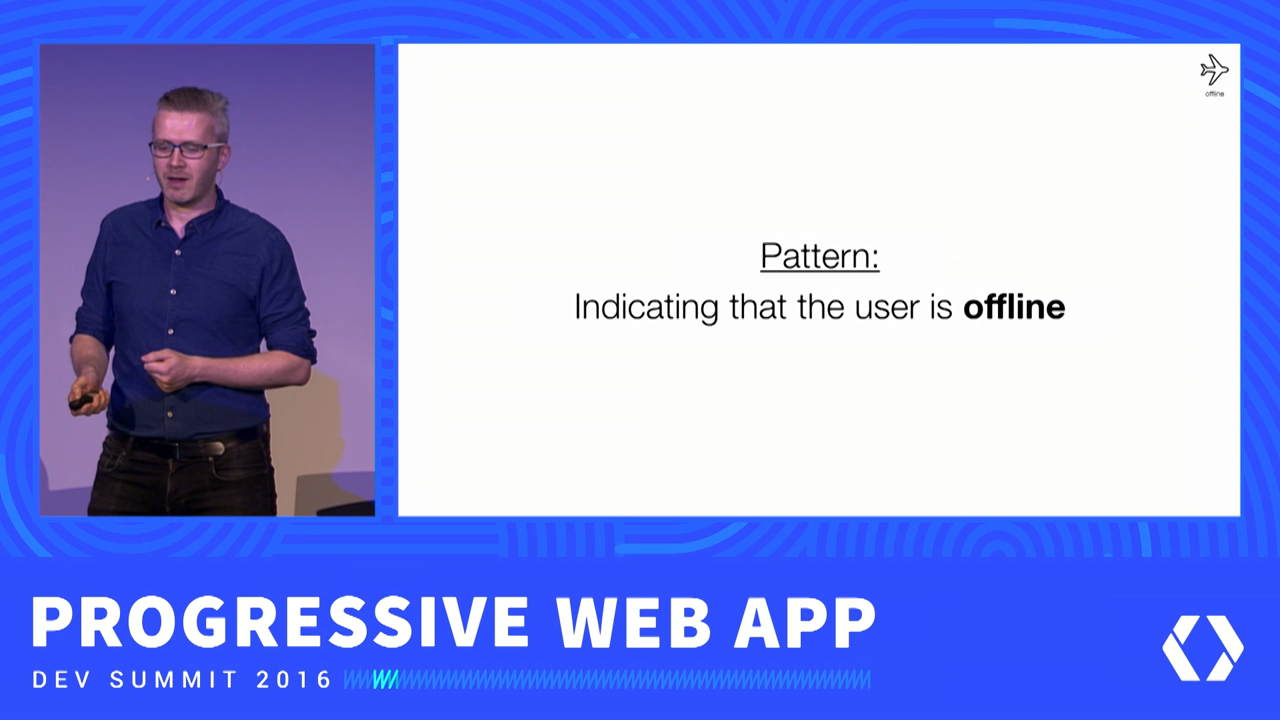 offline
Pattern:
Indicating that the user is offline
PROGRESSIVE WEB APP
DEV SUMMIT 2016